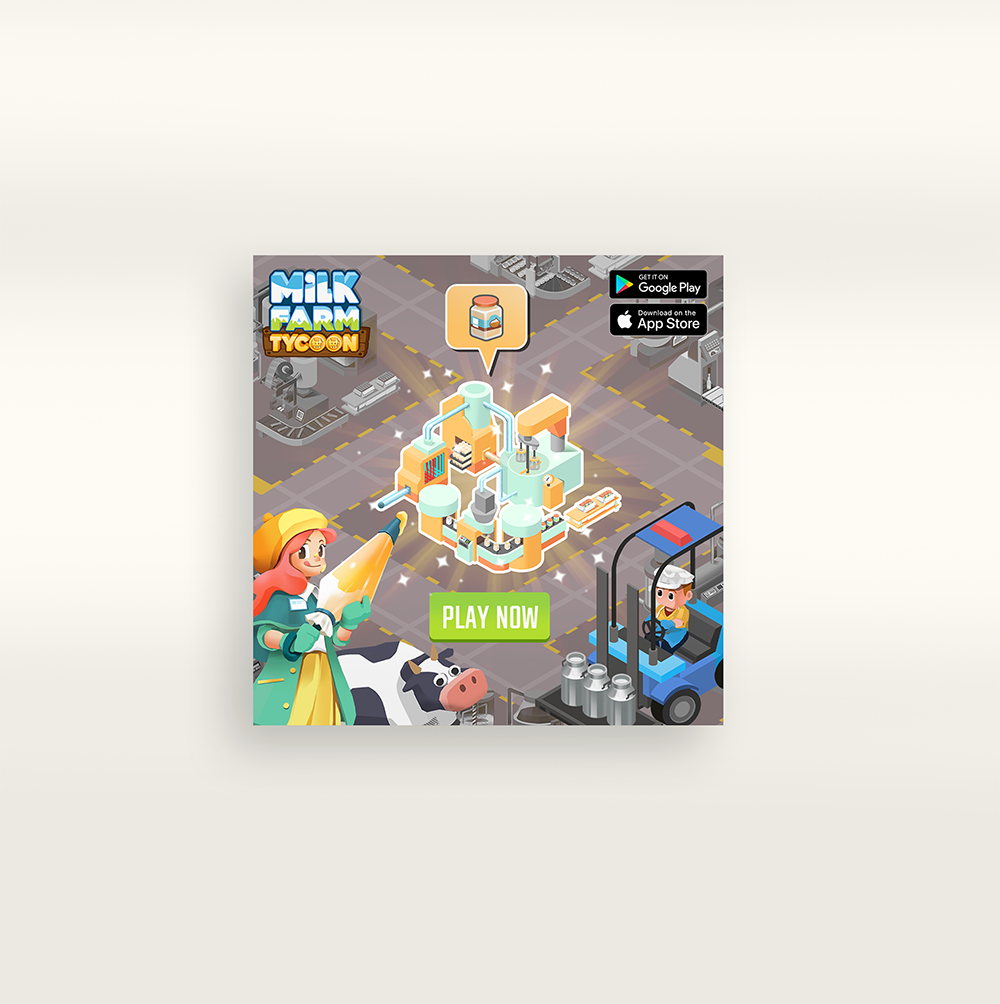 MILK
FARM
TYCOON
GET IT ON
Google Play
Download on the
App Store
PLAY NOW